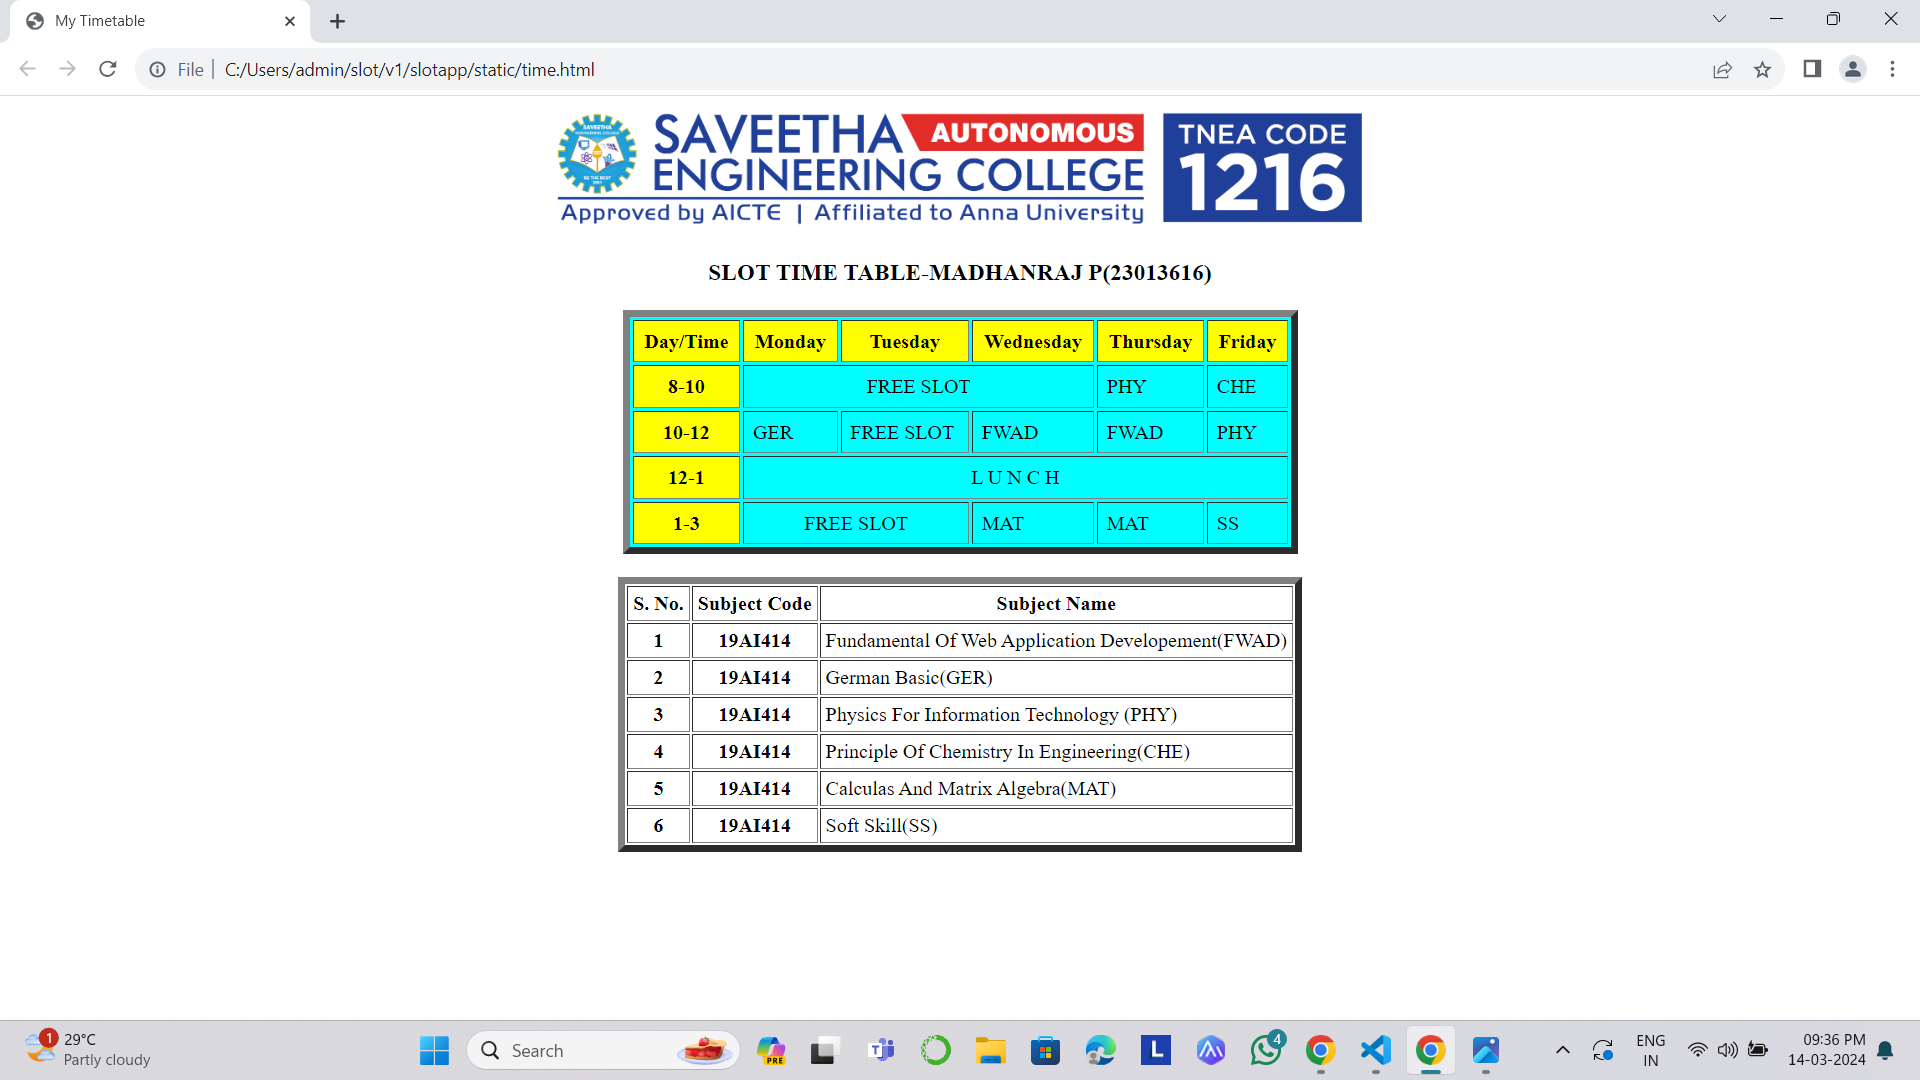 My Timetable
File C:/Users/admin/slot/v1/slotapp/static/time.html
SAVEETHA AUTONOMOUS
ENGINEERING COLLEGE
Approved by AICTE | Affiliated to Anna University
TNEA CODE
1216
SLOT TIME TABLE-MADHANRAJ P(23013616)
Day/Time Monday Tuesday Wednesday Thursday Friday
8-10 FREE SLOT PHY CHE
10-12 GER FREE SLOT FWAD FWAD PHY
12-1 L U N C H
1-3 FREE SLOT MAT MAT SS
S. No. Subject Code Subject Name
1 19AI414 Fundamental Of Web Application Developement(FWAD)
2 19AI414 German Basic(GER)
3 19AI414 Physics For Information Technology (PHY)
4 19AI414 Principle Of Chemistry In Engineering(CHE)
5 19AI414 Calculas And Matrix Algebra(MAT)
6 19AI414 Soft Skill(SS)
1 29°C
Partly cloudy
Search
PRE
L
4
ENG
IN
09:36 PM
14-03-2024